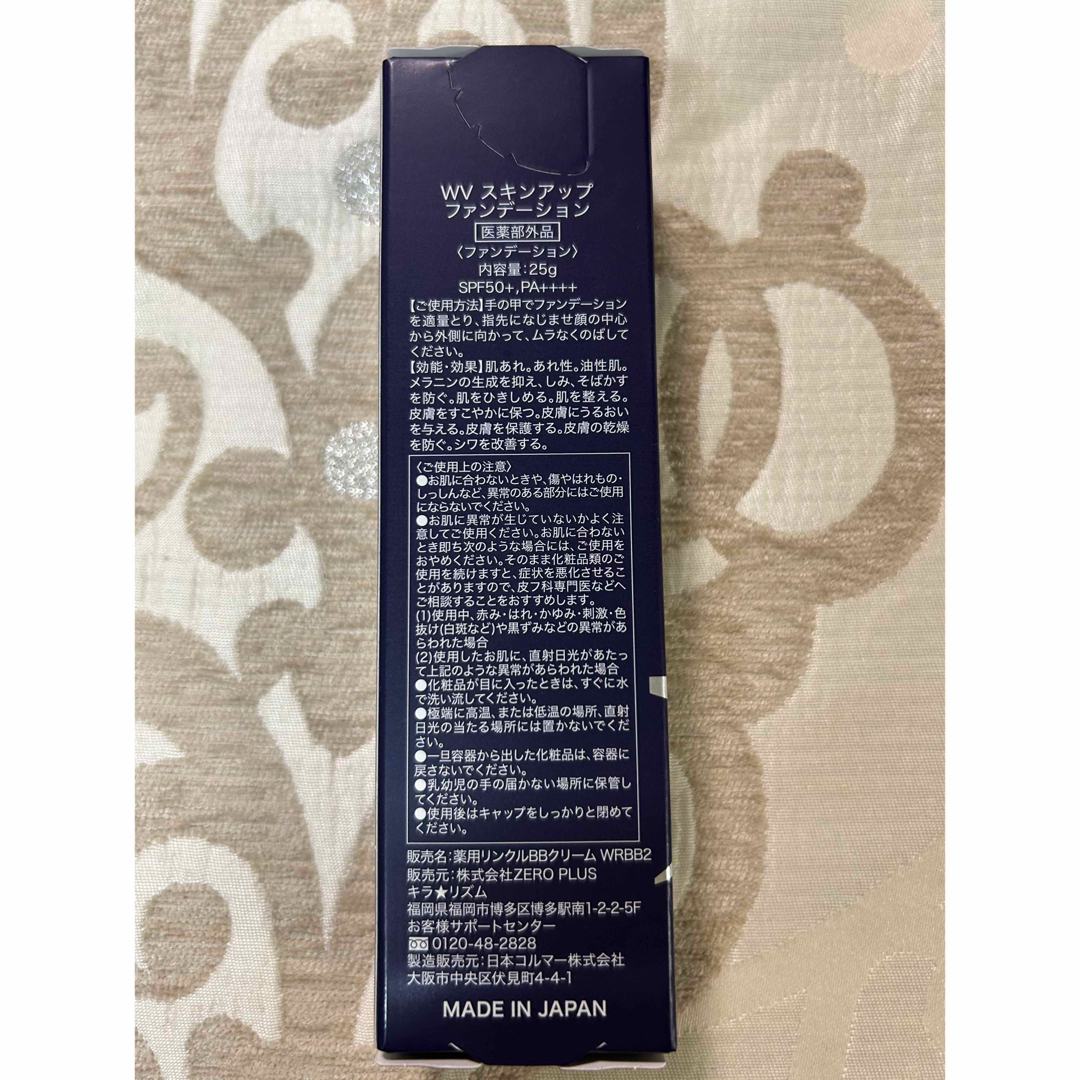 WV スキンアップ
ファンデーション
医薬部外品
〈ファンデーション〉
内容量:25g
SPF50+,PA++++
【ご使用方法】手の甲でファンデーション
を適量とり、指先になじませ顔の中心
から外側に向かって、ムラなくのばして
ください。
【効能・効果】肌あれ。あれ性。油性肌。
メラニンの生成を抑え、しみ、そばかす
を防ぐ。肌をひきしめる。肌を整える。
皮膚をすこやかに保つ。皮膚にうるおい
を与える。皮膚を保護する。皮膚の乾燥
を防ぐ。シワを改善する。
〈ご使用上の注意〉
●お肌に合わないときや、傷やはれもの・
しっしんなど、異常のある部分にはご使用
にならないでください。
●お肌に異常が生じていないかよく注
意してご使用ください。お肌に合わない
とき即ち次のような場合には、ご使用を
おやめください。そのまま化粧品類のご
使用を続けますと、症状を悪化させるこ
とがありますので、皮フ科専門医などへ
ご相談することをおすすめします。
(1)使用中、赤み・はれ・かゆみ・刺激・色
抜け(白斑など)や黒ずみなどの異常があ
らわれた場合
(2)使用したお肌に、直射日光があたっ
て上記のような異常があらわれた場合
●化粧品が目に入ったときは、すぐに水
で洗い流してください。
●極端に高温、または低温の場所、直射
日光の当たる場所には置かないでくだ
さい。
●一旦容器から出した化粧品は、容器に
戻さないでください。
●乳幼児の手の届かない場所に保管し
てください。
●使用後はキャップをしっかりと閉めて
ください。
販売名:薬用リンクルBBクリーム WRBB2
販売元:株式会社ZERO PLUS
キラ★リズム
福岡県福岡市博多区博多駅南1-2-2-5F
お客様サポートセンター
0120-48-2828
製造販売元:日本コルマー株式会社
大阪市中央区伏見町4-4-1
MADE IN JAPAN